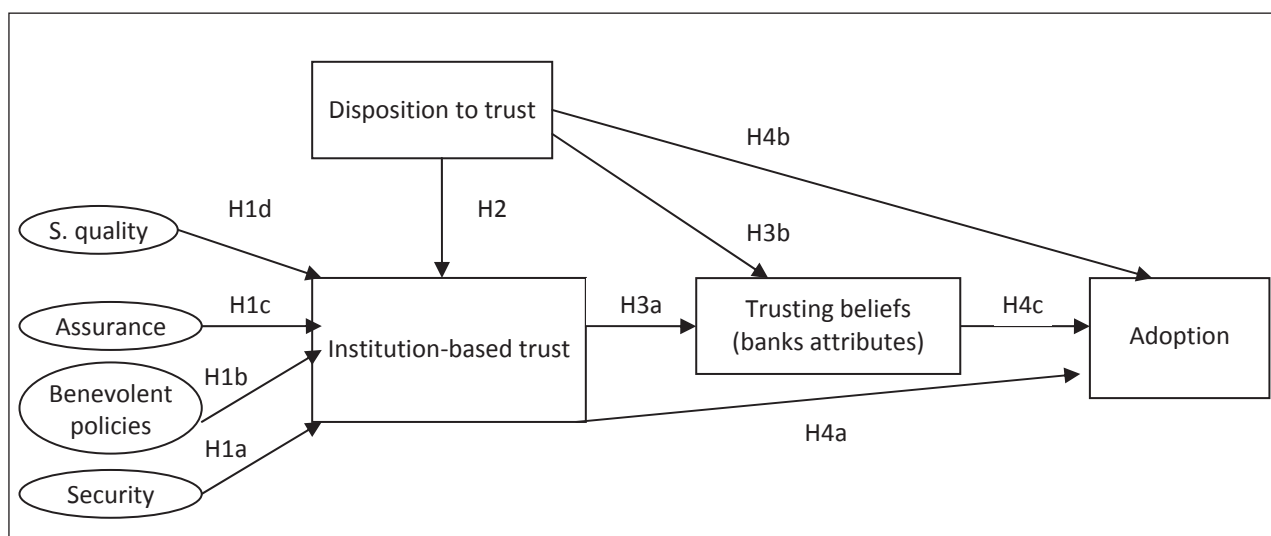 Disposition to trust
H4b
H1d
H2
S. quality
H3b
H1c
H3a
H4c
Assurance
Institution-based trust
Trusting beliefs
(banks attributes)
Adoption
H1b
Benevolent
policies
H4a
H1a
Security